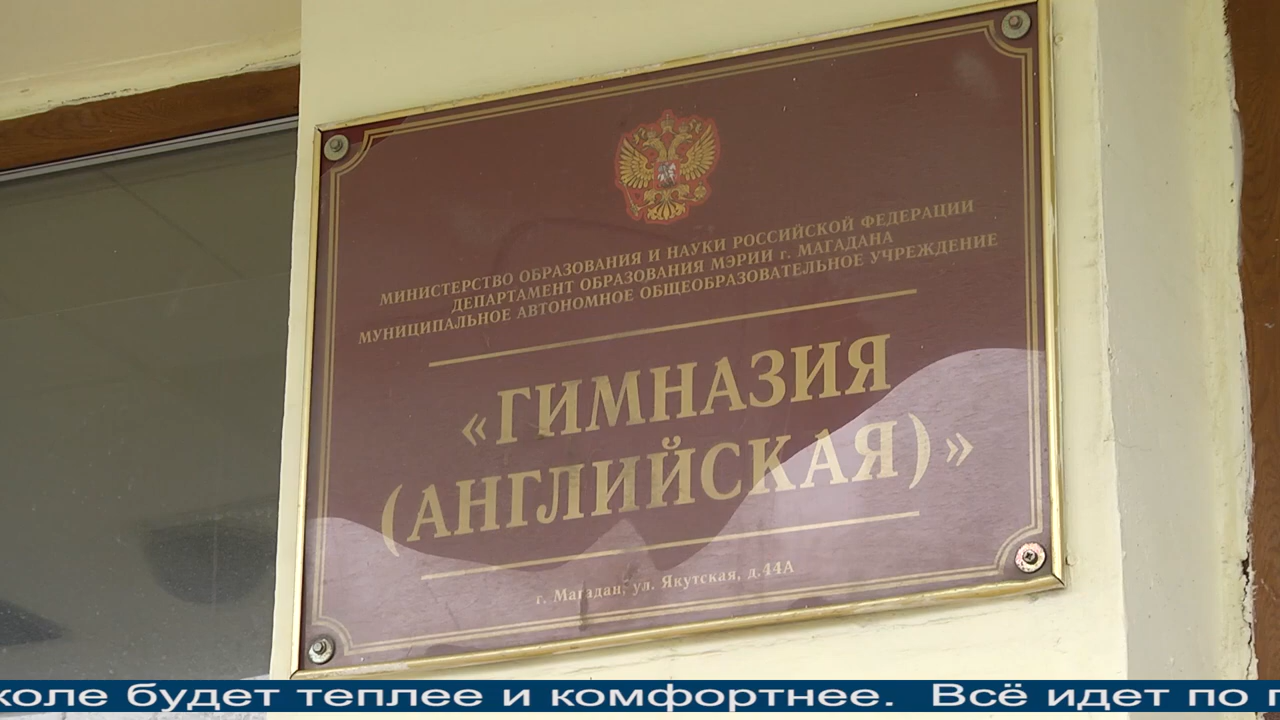 МИНИСТЕРСТВО ОБРАЗОВАНИЯ И НАУКИ РОССИЙСКОЙ ФЕДЕРАЦИИ
ДЕПАРТАМЕНТ ОБРАЗОВАНИЯ МЭРИИ г. МАГАДАНА
МУНИЦИПАЛЬНОЕ АВТОНОМНОЕ ОБЩЕОБРАЗОВАТЕЛЬНОЕ УЧРЕЖДЕНИЕ
«ГИМНАЗИЯ
(АНГЛИЙСКАЯ)»
г. Магадан, ул. Якутская, д.44А
коле будет теплее и комфортнее. Всё идет по